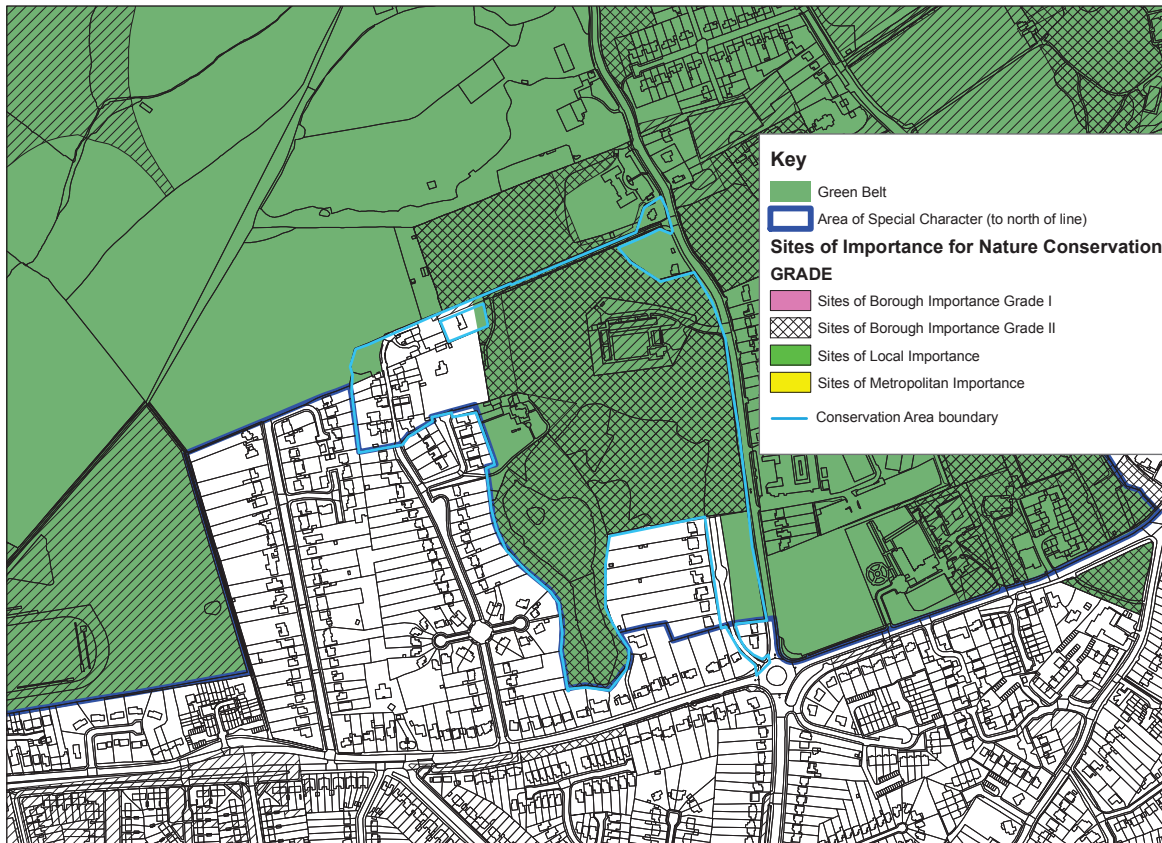 Key
Green Belt
Area of Special Character (to north of line)
Sites of Importance for Nature Conservation
GRADE
Sites of Borough Importance Grade I
Sites of Borough Importance Grade II
Sites of Local Importance
Sites of Metropolitan Importance
Conservation Area boundary